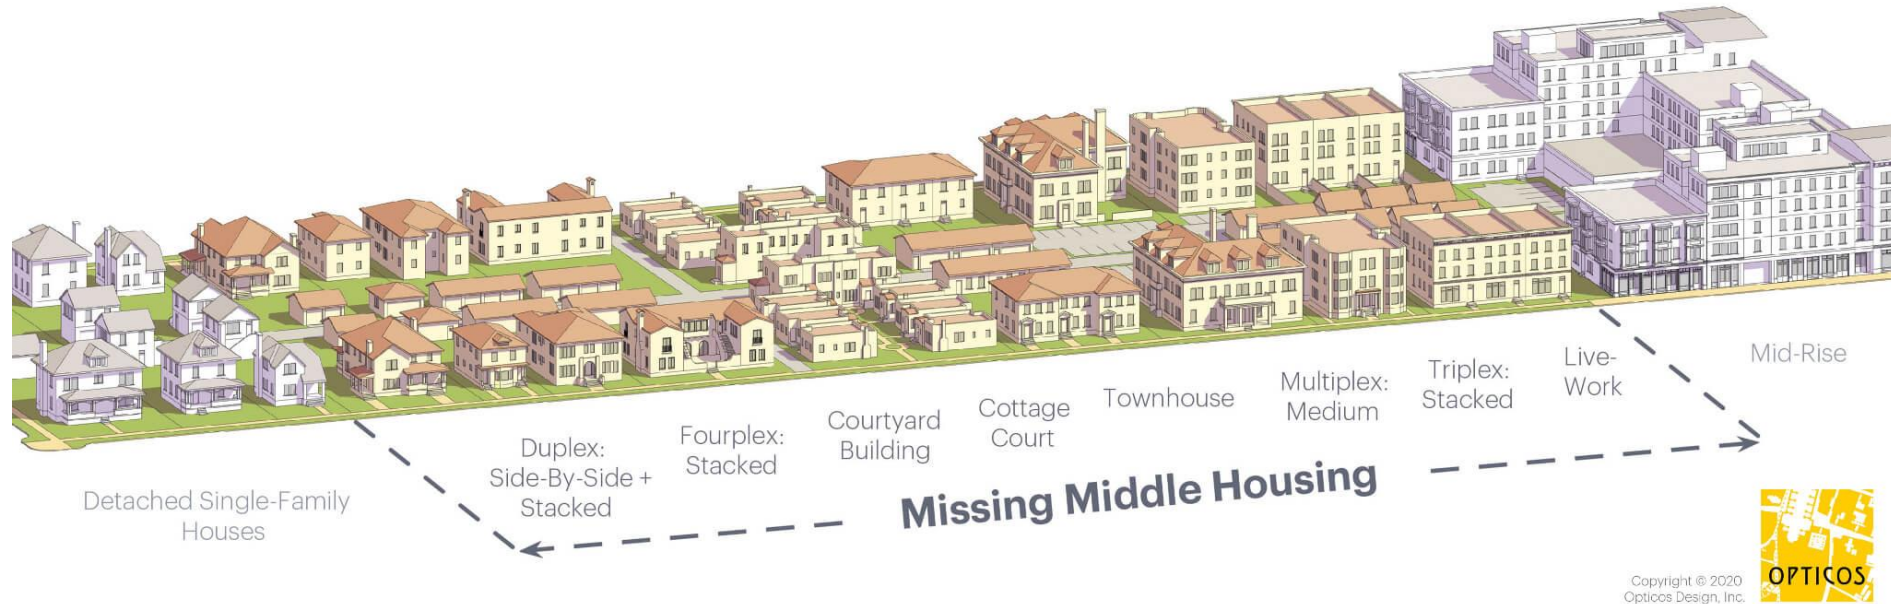 Detached Single-Family
Houses
Duplex:
Side-By-Side +
Stacked
Fourplex:
Stacked
Courtyard
Building
Cottage
Court
Townhouse
Multiplex:
Medium
Triplex:
Stacked
Live-
Work
Mid-Rise
Missing Middle Housing
Copyright © 2020
Opticos Design, Inc.
OPTICOS